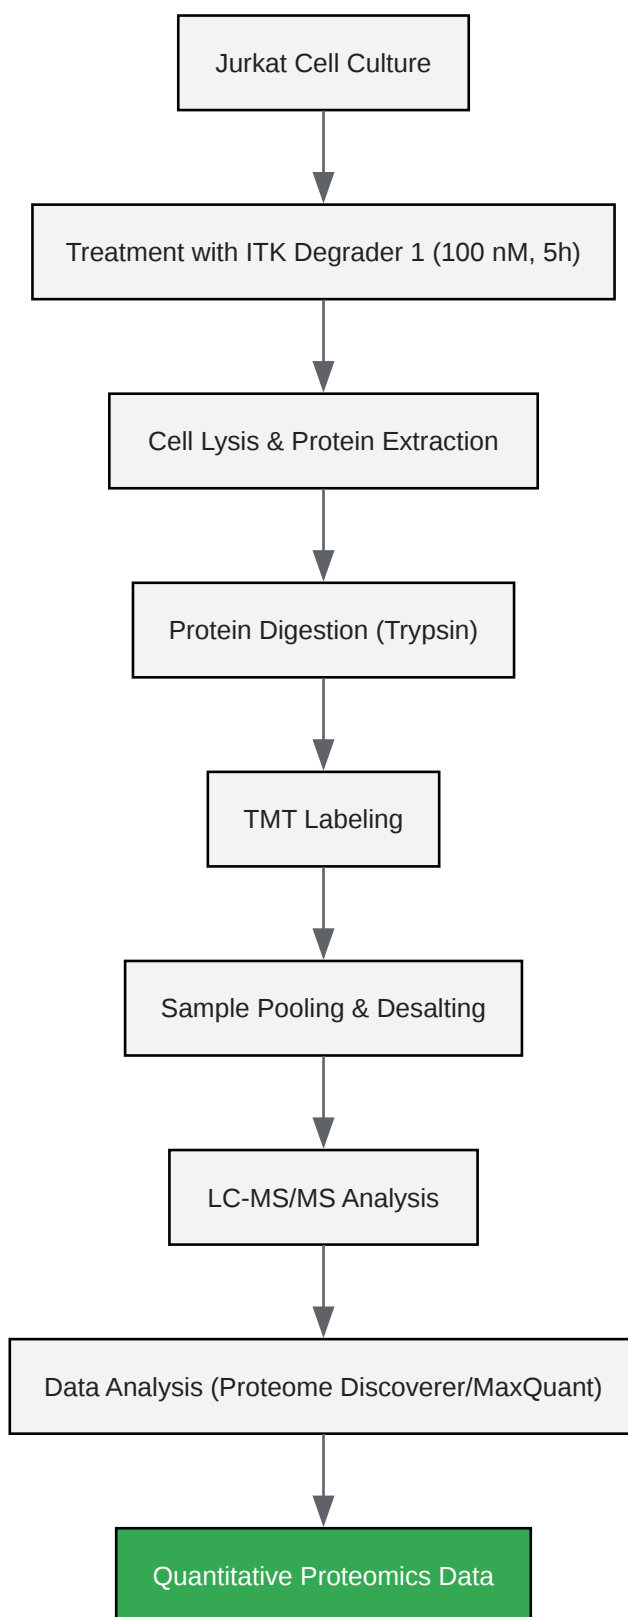 Jurkat Cell Culture
Treatment with ITK Degrader 1 (100 nM, 5h)
Cell Lysis & Protein Extraction
Protein Digestion (Trypsin)
TMT Labeling
Sample Pooling & Desalting
LC-MS/MS Analysis
Data Analysis (Proteome Discoverer/MaxQuant)
Quantitative Proteomics Data